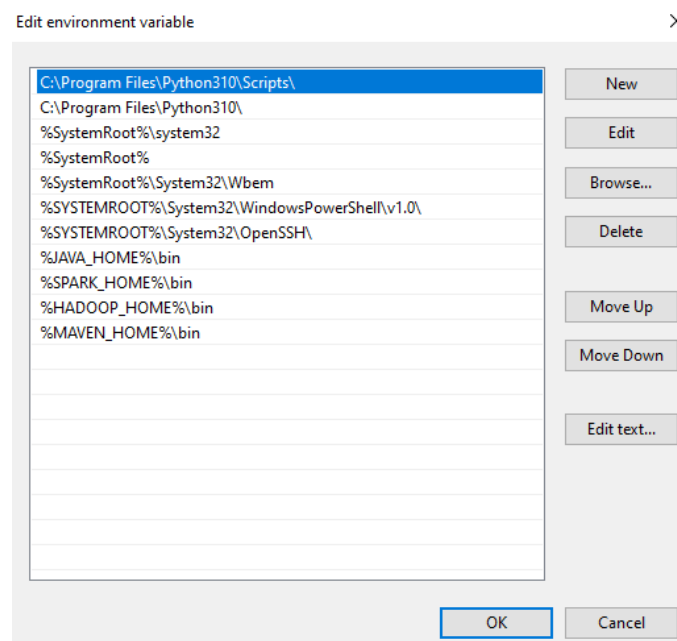 Edit environment variable
C:\Program Files\Python310\Scripts\
C:\Program Files\Python310\
%SystemRoot%\system32
%SystemRoot%
%SystemRoot%\System32\Wbem
%SYSTEMROOT%\System32\WindowsPowerShell\v1.0\
%SYSTEMROOT%\System32\OpenSSH\
%JAVA_HOME%\bin
%SPARK_HOME%\bin
%HADOOP_HOME%\bin
%MAVEN_HOME%\bin
New
Edit
Browse...
Delete
Move Up
Move Down
Edit text...
OK
Cancel